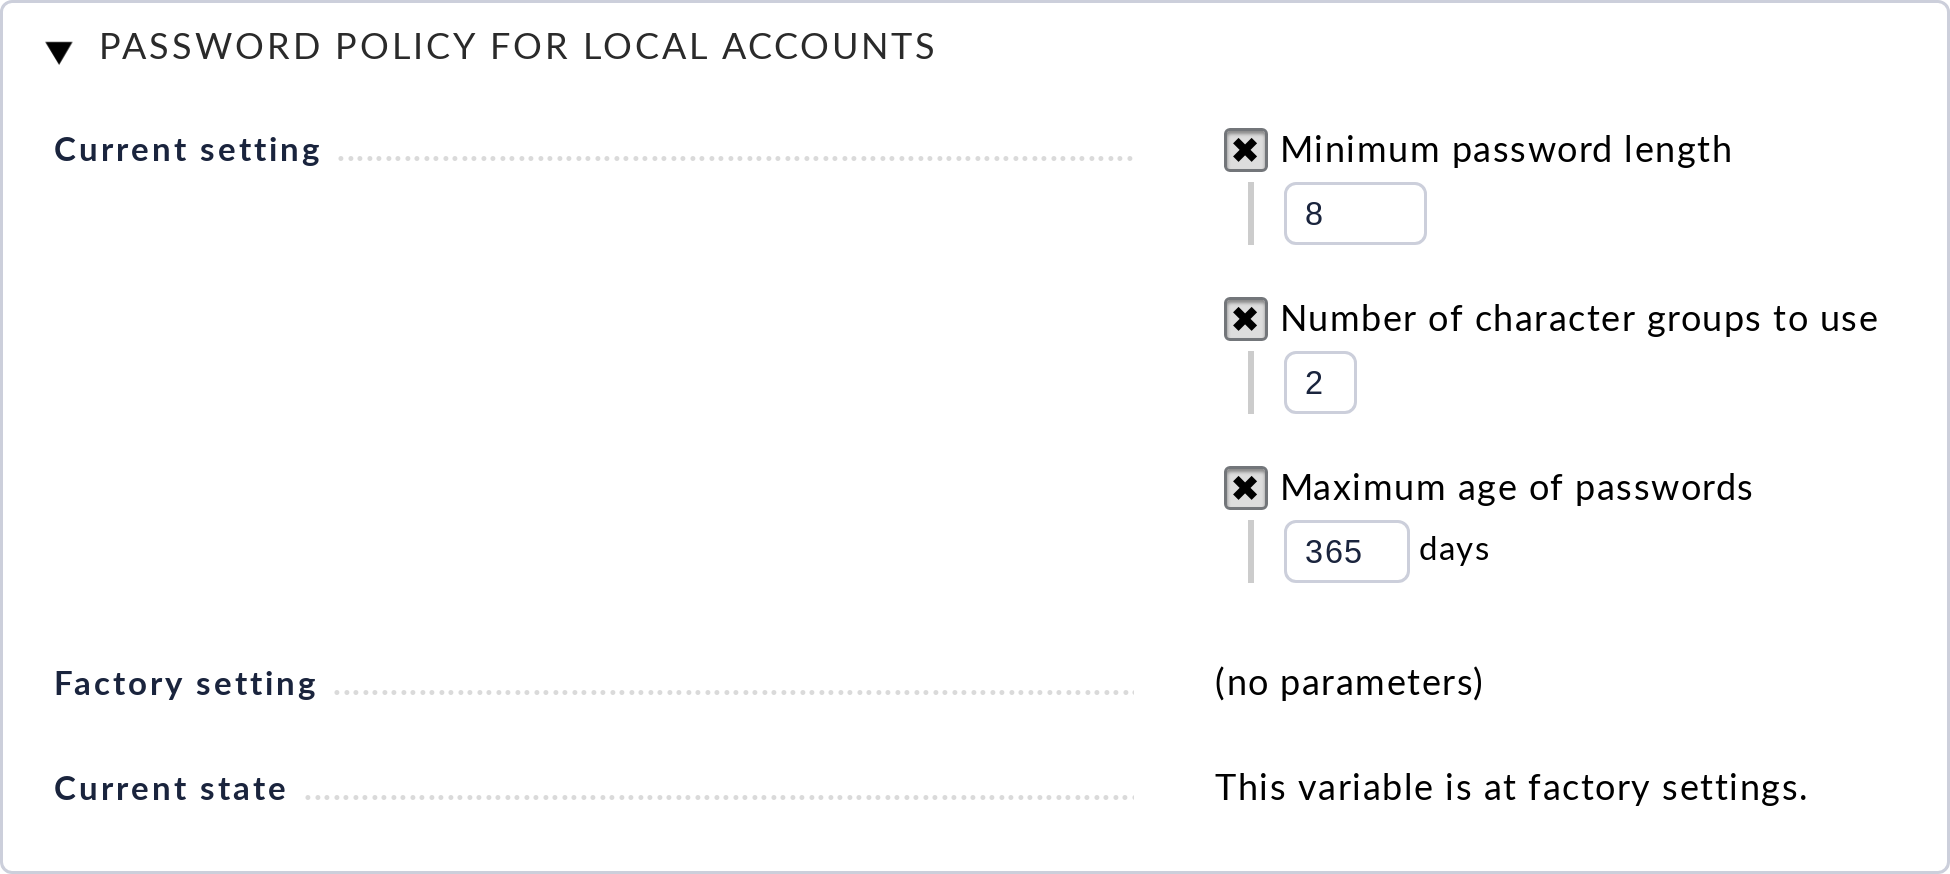 PASSWORD POLICY FOR LOCAL ACCOUNTS
Current setting
Minimum password length
8
Number of character groups to use
2
Maximum age of passwords
365 days
Factory setting (no parameters)
Current state This variable is at factory settings.